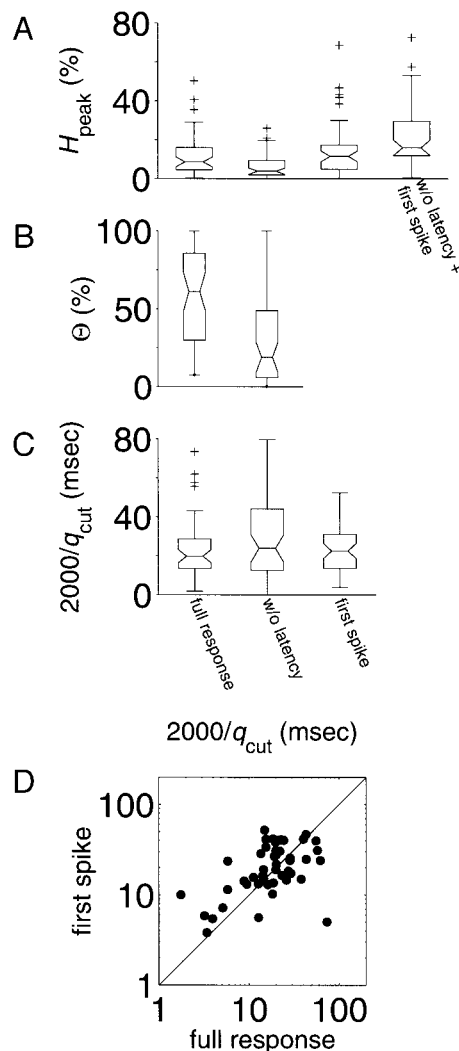 A
H_peak (%)
80
40
0
w/o latency +
first spike
B
Θ (%)
100
50
0
C
2000/q_cut (msec)
80
40
0
full response
w/o latency
first spike
2000/q_cut (msec)
D
first spike
100
10
1
1 10 100
full response